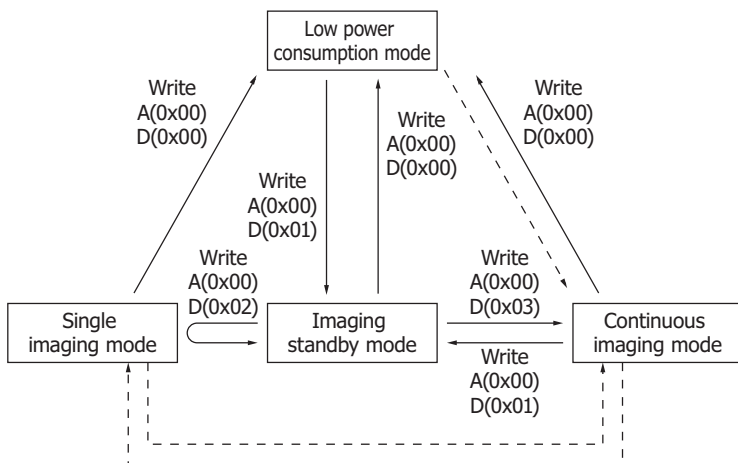 Low power
consumption mode
Write
A(0x00)
D(0x00)
Write
A(0x00)
D(0x00)
Write
A(0x00)
D(0x00)
Write
A(0x00)
D(0x01)
Write
A(0x00)
D(0x02)
Write
A(0x00)
D(0x03)
Single
imaging mode
Imaging
standby mode
Continuous
imaging mode
Write
A(0x00)
D(0x01)